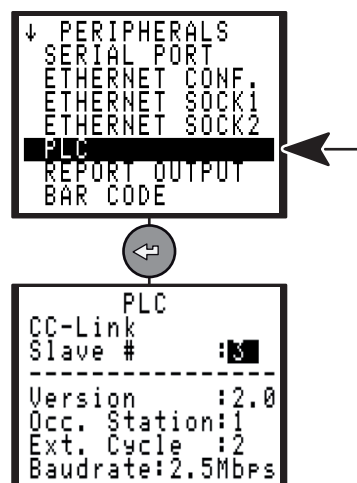 ↓ PERIPHERALS
SERIAL PORT
ETHERNET CONF.
ETHERNET SOCK1
ETHERNET SOCK2
PLC
REPORT OUTPUT
BAR CODE
PLC
CC-Link
Slave # :3
--------------------
Version :2.0
Occ. Station:1
Ext. Cycle :2
Baudrate:2.5Mbps